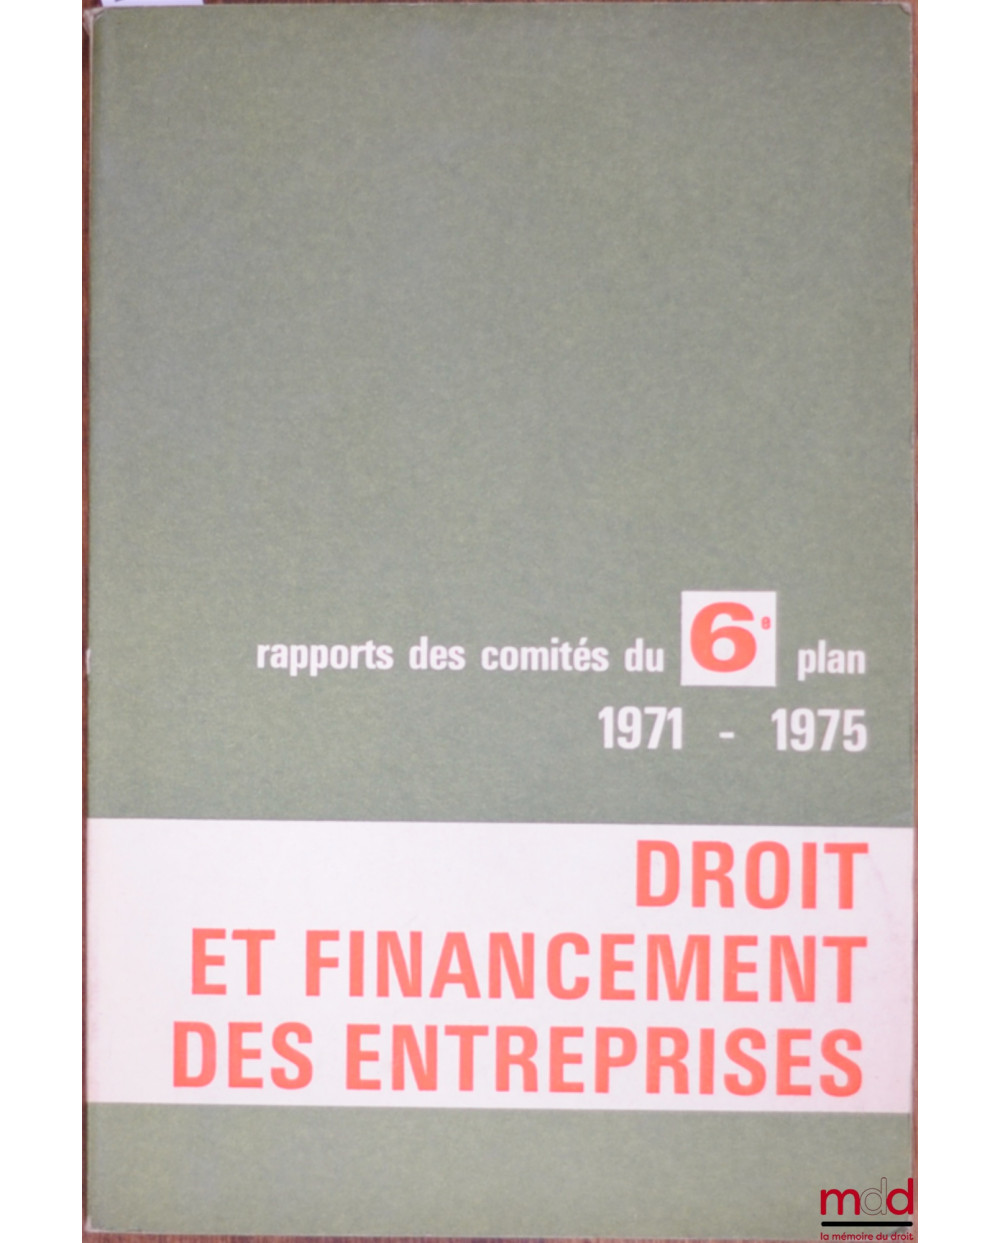 rapports des comités du 6e plan
1971 - 1975
DROIT
ET FINANCEMENT
DES ENTREPRISES
mdd
la mémoire du droit